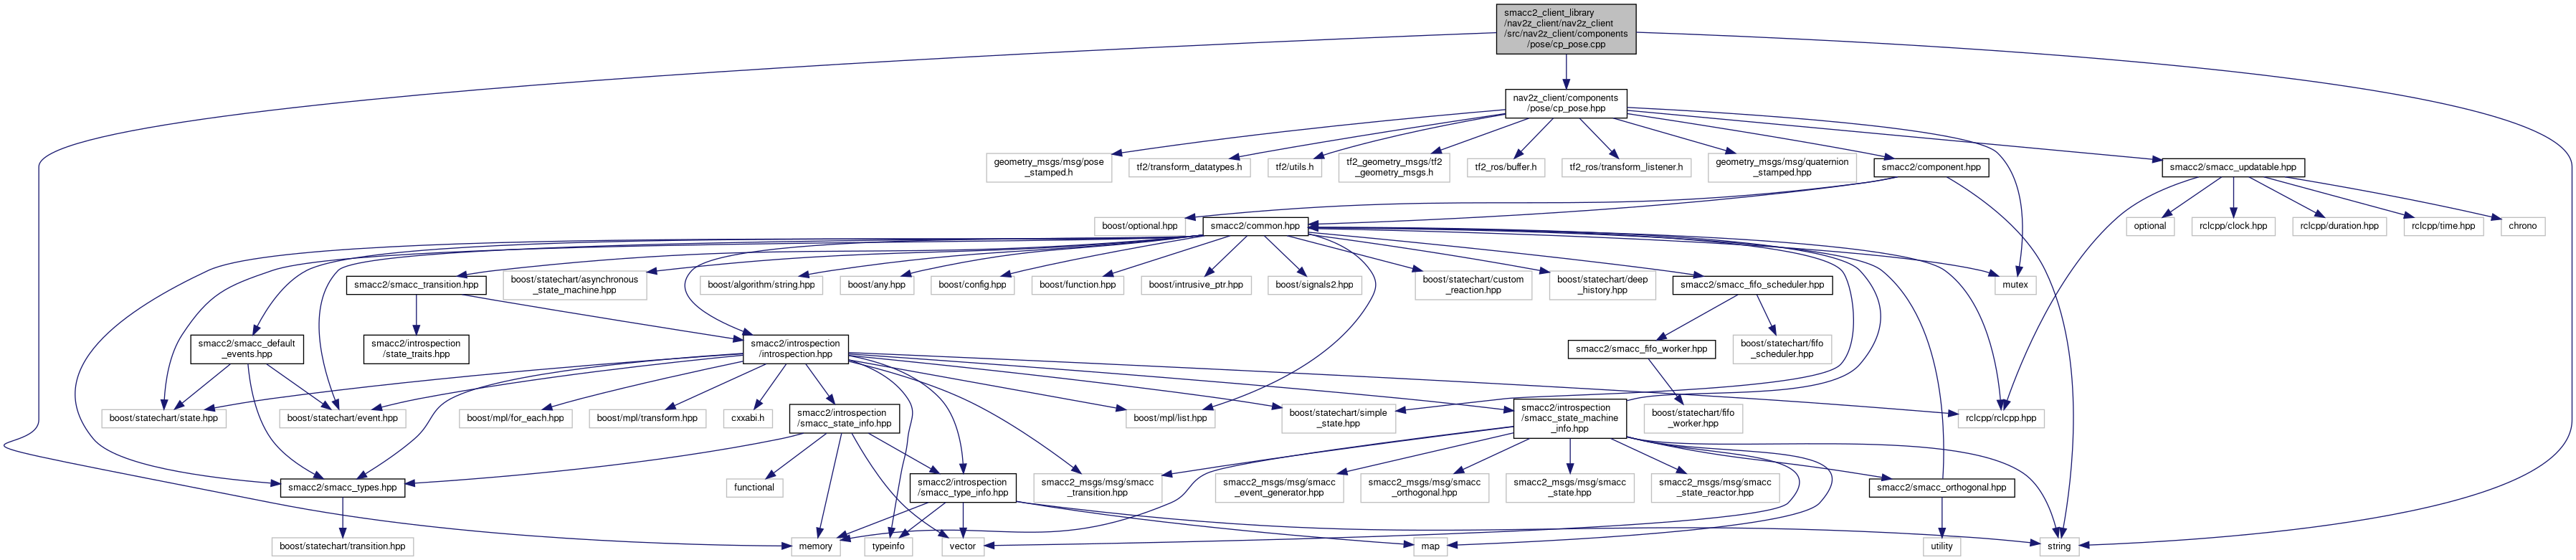 smacc2_client_library
/nav2z_client/nav2z_client
/src/nav2z_client/components
/pose/cp_pose.cpp
nav2z_client/components
/pose/cp_pose.hpp
geometry_msgs/msg/pose
_stamped.h
tf2/transform_datatypes.h
tf2/utils.h
tf2_geometry_msgs/tf2
_geometry_msgs.h
tf2_ros/buffer.h
tf2_ros/transform_listener.h
geometry_msgs/msg/quaternion
_stamped.hpp
smacc2/component.hpp
smacc2/smacc_updatable.hpp
boost/optional.hpp
smacc2/common.hpp
optional
rclcpp/clock.hpp
rclcpp/duration.hpp
rclcpp/time.hpp
chrono
smacc2/smacc_transition.hpp
boost/statechart/asynchronous
_state_machine.hpp
boost/algorithm/string.hpp
boost/any.hpp
boost/config.hpp
boost/function.hpp
boost/intrusive_ptr.hpp
boost/signals2.hpp
boost/statechart/custom
_reaction.hpp
boost/statechart/deep
_history.hpp
smacc2/smacc_fifo_scheduler.hpp
mutex
smacc2/smacc_default
_events.hpp
smacc2/introspection
/state_traits.hpp
smacc2/introspection
/introspection.hpp
smacc2/smacc_fifo_worker.hpp
boost/statechart/fifo
_scheduler.hpp
boost/statechart/state.hpp
boost/statechart/event.hpp
boost/mpl/for_each.hpp
boost/mpl/transform.hpp
cxxabi.h
smacc2/introspection
/smacc_state_info.hpp
boost/mpl/list.hpp
boost/statechart/simple
_state.hpp
smacc2/introspection
/smacc_state_machine
_info.hpp
boost/statechart/fifo
_worker.hpp
rclcpp/rclcpp.hpp
smacc2/smacc_types.hpp
functional
smacc2/introspection
/smacc_type_info.hpp
smacc2_msgs/msg/smacc
_transition.hpp
smacc2_msgs/msg/smacc
_event_generator.hpp
smacc2_msgs/msg/smacc
_orthogonal.hpp
smacc2_msgs/msg/smacc
_state.hpp
smacc2_msgs/msg/smacc
_state_reactor.hpp
smacc2/smacc_orthogonal.hpp
boost/statechart/transition.hpp
memory
typeinfo
vector
map
utility
string